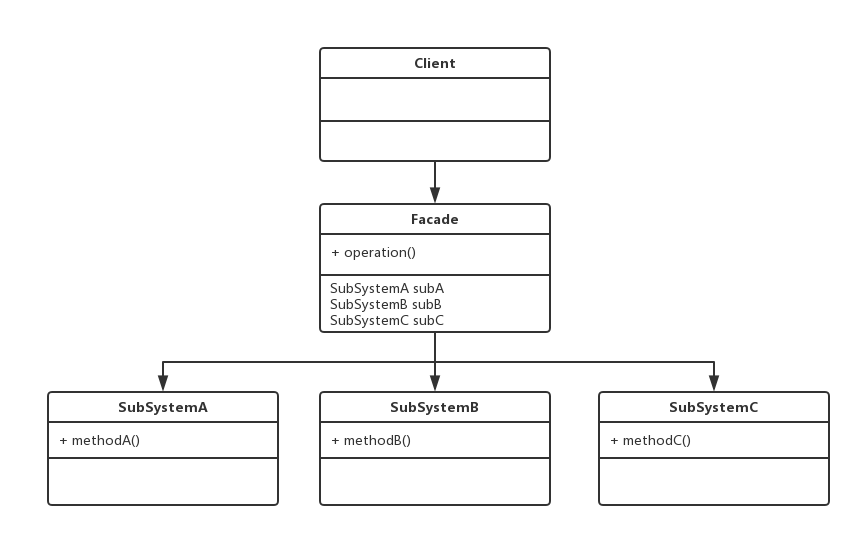 Client
Facade
+ operation()
SubSystemA subA
SubSystemB subB
SubSystemC subC
SubSystemA
+ methodA()
SubSystemB
+ methodB()
SubSystemC
+ methodC()